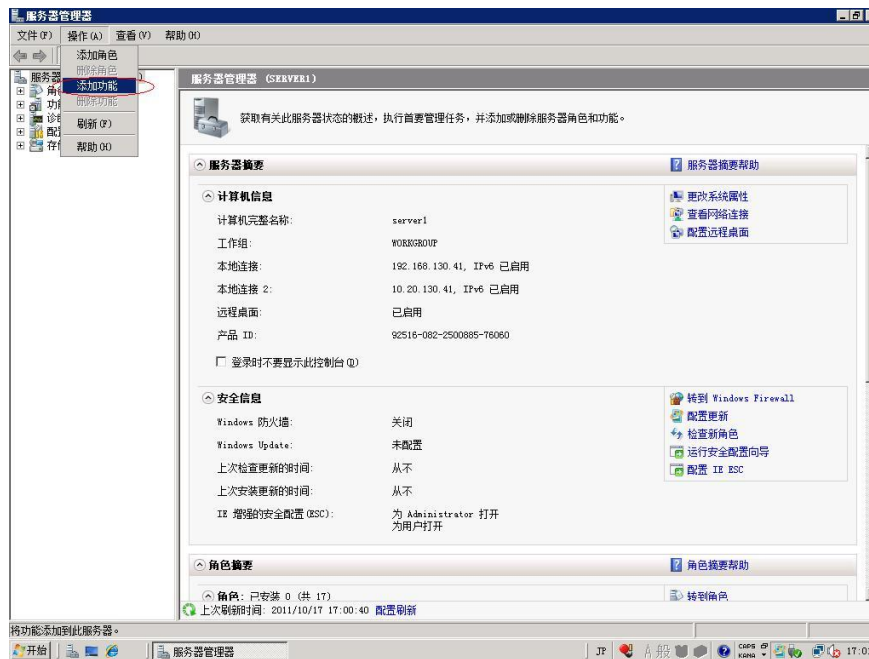 服务器管理器
文件(F) 操作(A) 查看(V) 帮助(H)
添加角色
删除角色
添加功能
删除功能
刷新(F)
帮助(H)
服务器管理器 (SERVER1)
获取有关此服务器状态的概述，执行首要管理任务，并添加或删除服务器角色和功能。
服务器摘要 服务器摘要帮助
计算机信息
计算机完整名称: server1
工作组: WORKGROUP
本地连接: 192.168.130.41, IPv6 已启用
本地连接 2: 10.20.130.41, IPv6 已启用
远程桌面: 已启用
产品 ID: 92516-082-2500885-76060
登录时不要显示此控制台(D)
更改系统属性
查看网络连接
配置远程桌面
安全信息
Windows 防火墙: 关闭
Windows Update: 未配置
上次检查更新的时间: 从不
上次安装更新的时间: 从不
IE 增强的安全配置(ESC): 为 Administrator 打开
为用户打开
转到 Windows Firewall
配置更新
检查新角色
运行安全配置向导
配置 IE ESC
角色摘要 角色摘要帮助
角色: 已安装 0 (共 17) 转到角色
上次刷新时间: 2011/10/17 17:00:40 配置刷新
将功能添加到此服务器。
开始 服务器管理器 JP A 般 CAPS KANA